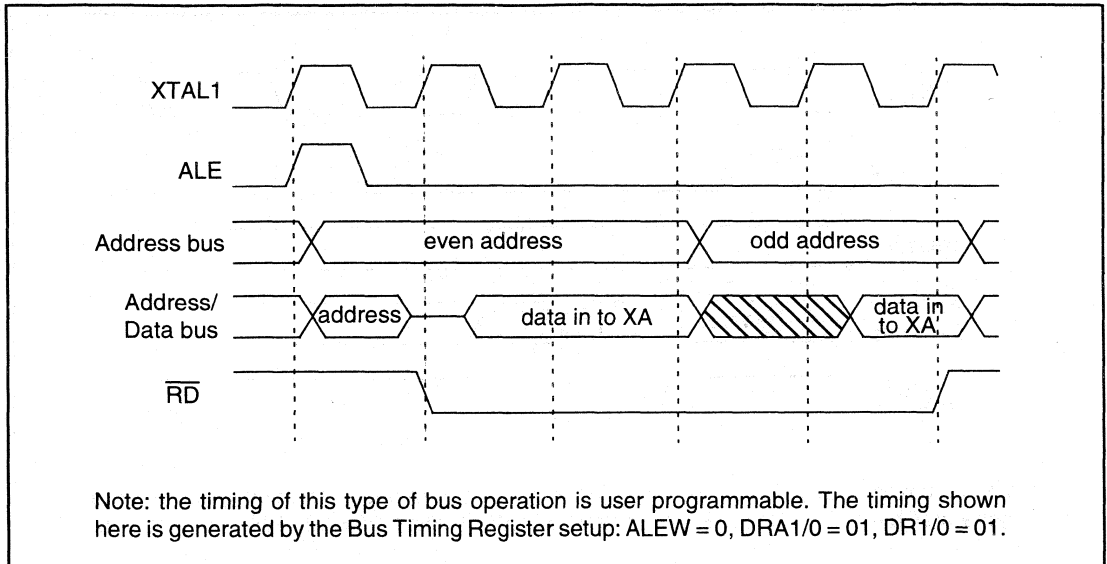 XTAL1
ALE
Address bus
even address
odd address
Address/
Data bus
address
data in to XA
data in
to XA
RD
Note: the timing of this type of bus operation is user programmable. The timing shown
here is generated by the Bus Timing Register setup: ALEW = 0, DRA1/0 = 01, DR1/0 = 01.